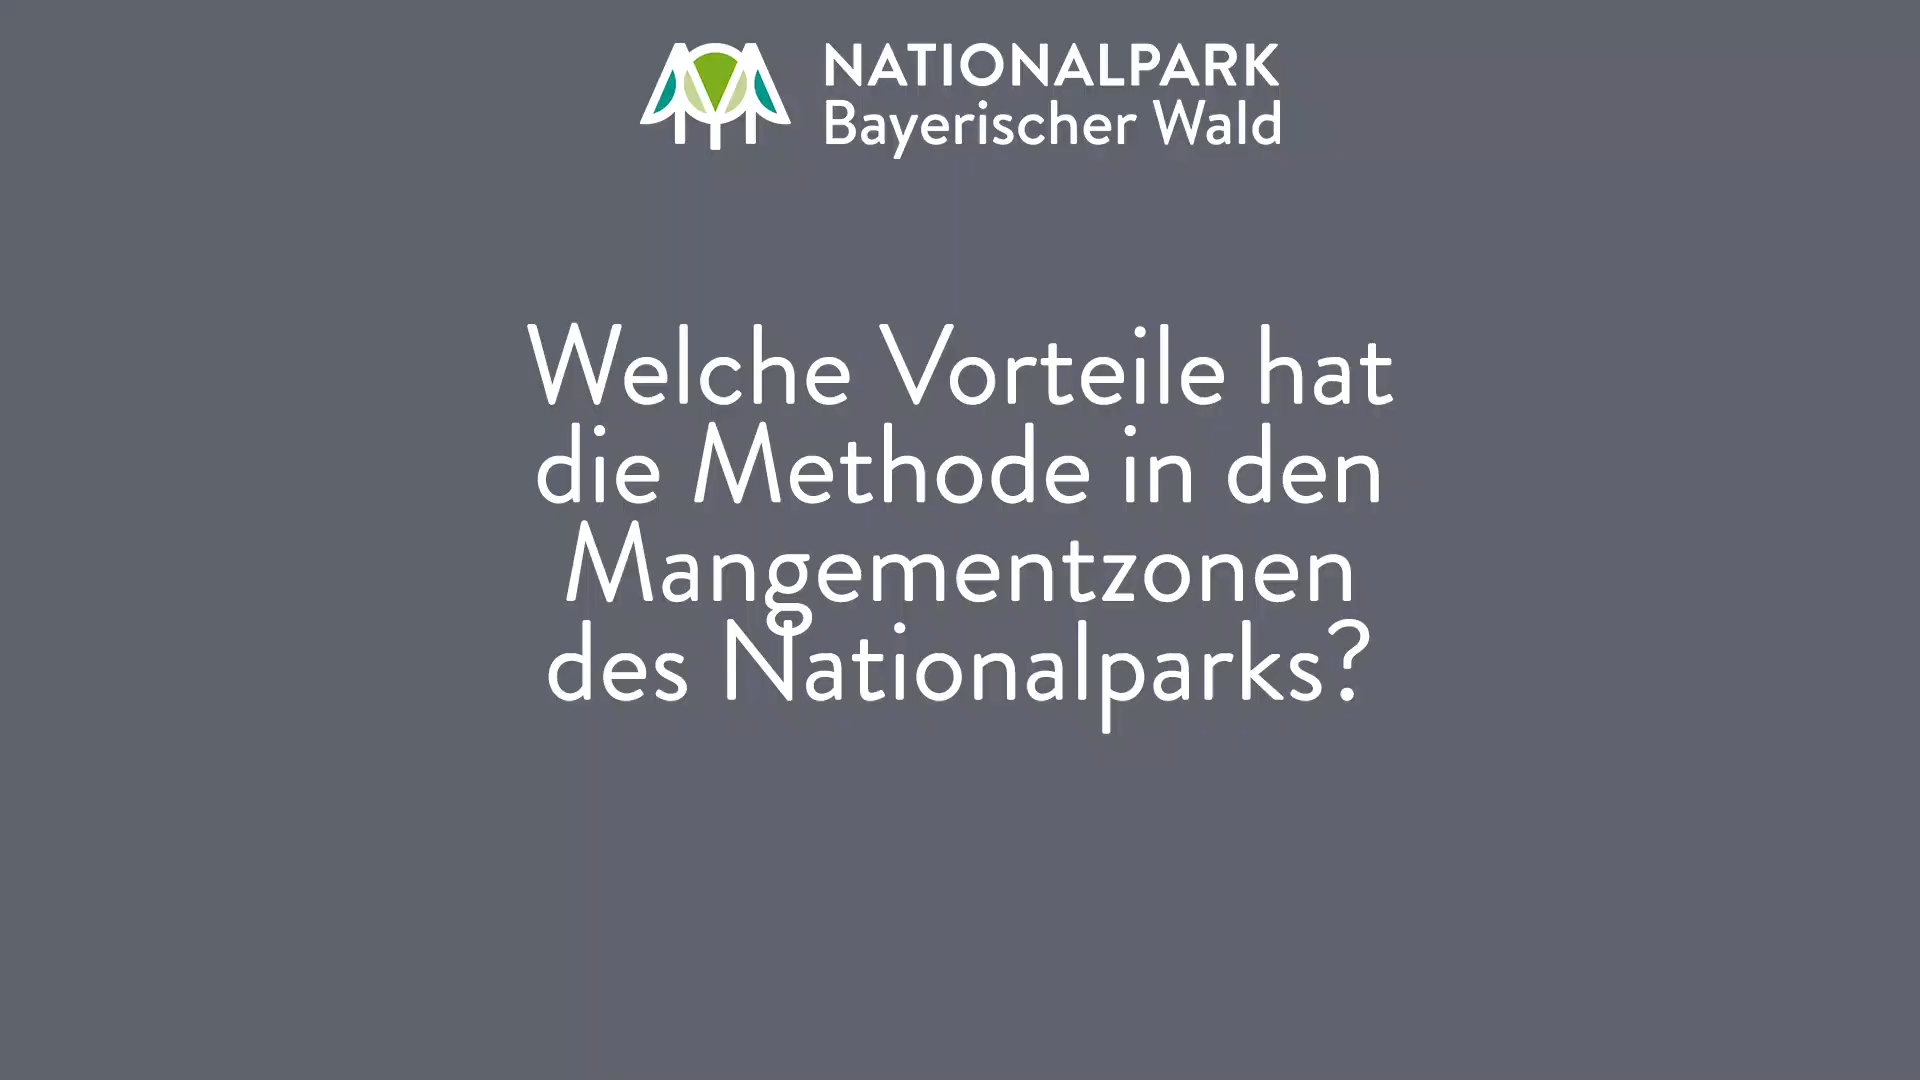 NATIONALPARK
Bayerischer Wald
Welche Vorteile hat
die Methode in den
Mangementzonen
des Nationalparks?